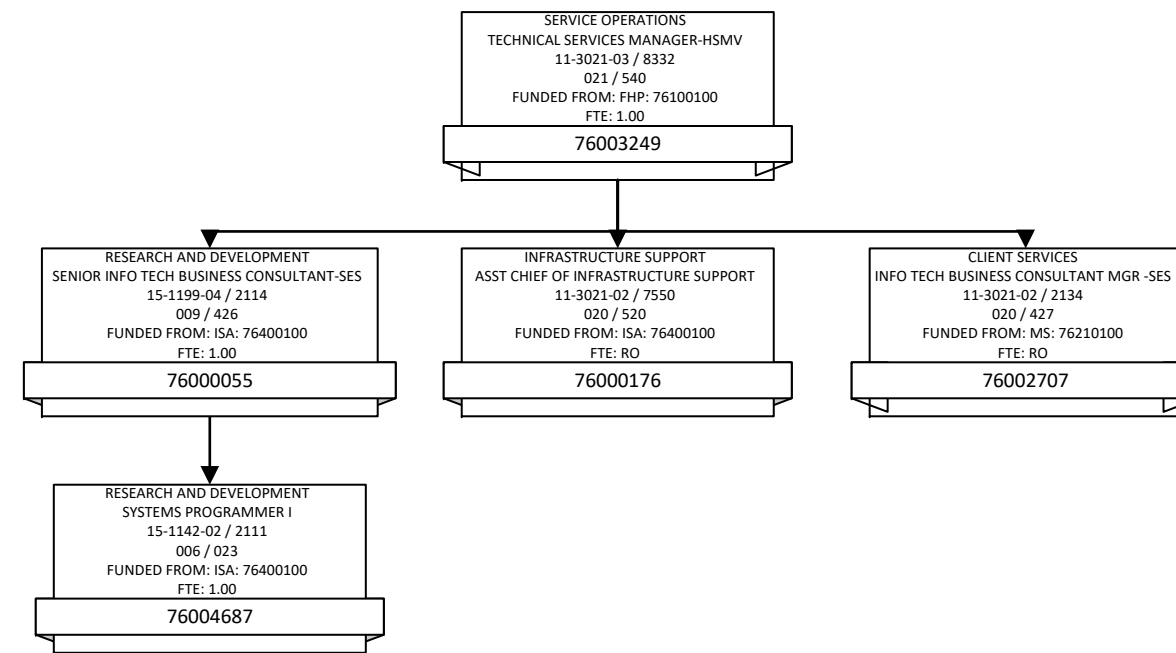 SERVICE OPERATIONS
TECHNICAL SERVICES MANAGER-HSMV
11-3021-03 / 8332
021 / 540
FUNDED FROM: FHP: 76100100
FTE: 1.00
76003249
RESEARCH AND DEVELOPMENT
SENIOR INFO TECH BUSINESS CONSULTANT-SES
15-1199-04 / 2114
009 / 426
FUNDED FROM: ISA: 76400100
FTE: 1.00
76000055
INFRASTRUCTURE SUPPORT
ASST CHIEF OF INFRASTRUCTURE SUPPORT
11-3021-02 / 7550
020 / 520
FUNDED FROM: ISA: 76400100
FTE: RO
76000176
CLIENT SERVICES
INFO TECH BUSINESS CONSULTANT MGR -SES
11-3021-02 / 2134
020 / 427
FUNDED FROM: MS: 76210100
FTE: RO
76002707
RESEARCH AND DEVELOPMENT
SYSTEMS PROGRAMMER I
15-1142-02 / 2111
006 / 023
FUNDED FROM: ISA: 76400100
FTE: 1.00
76004687